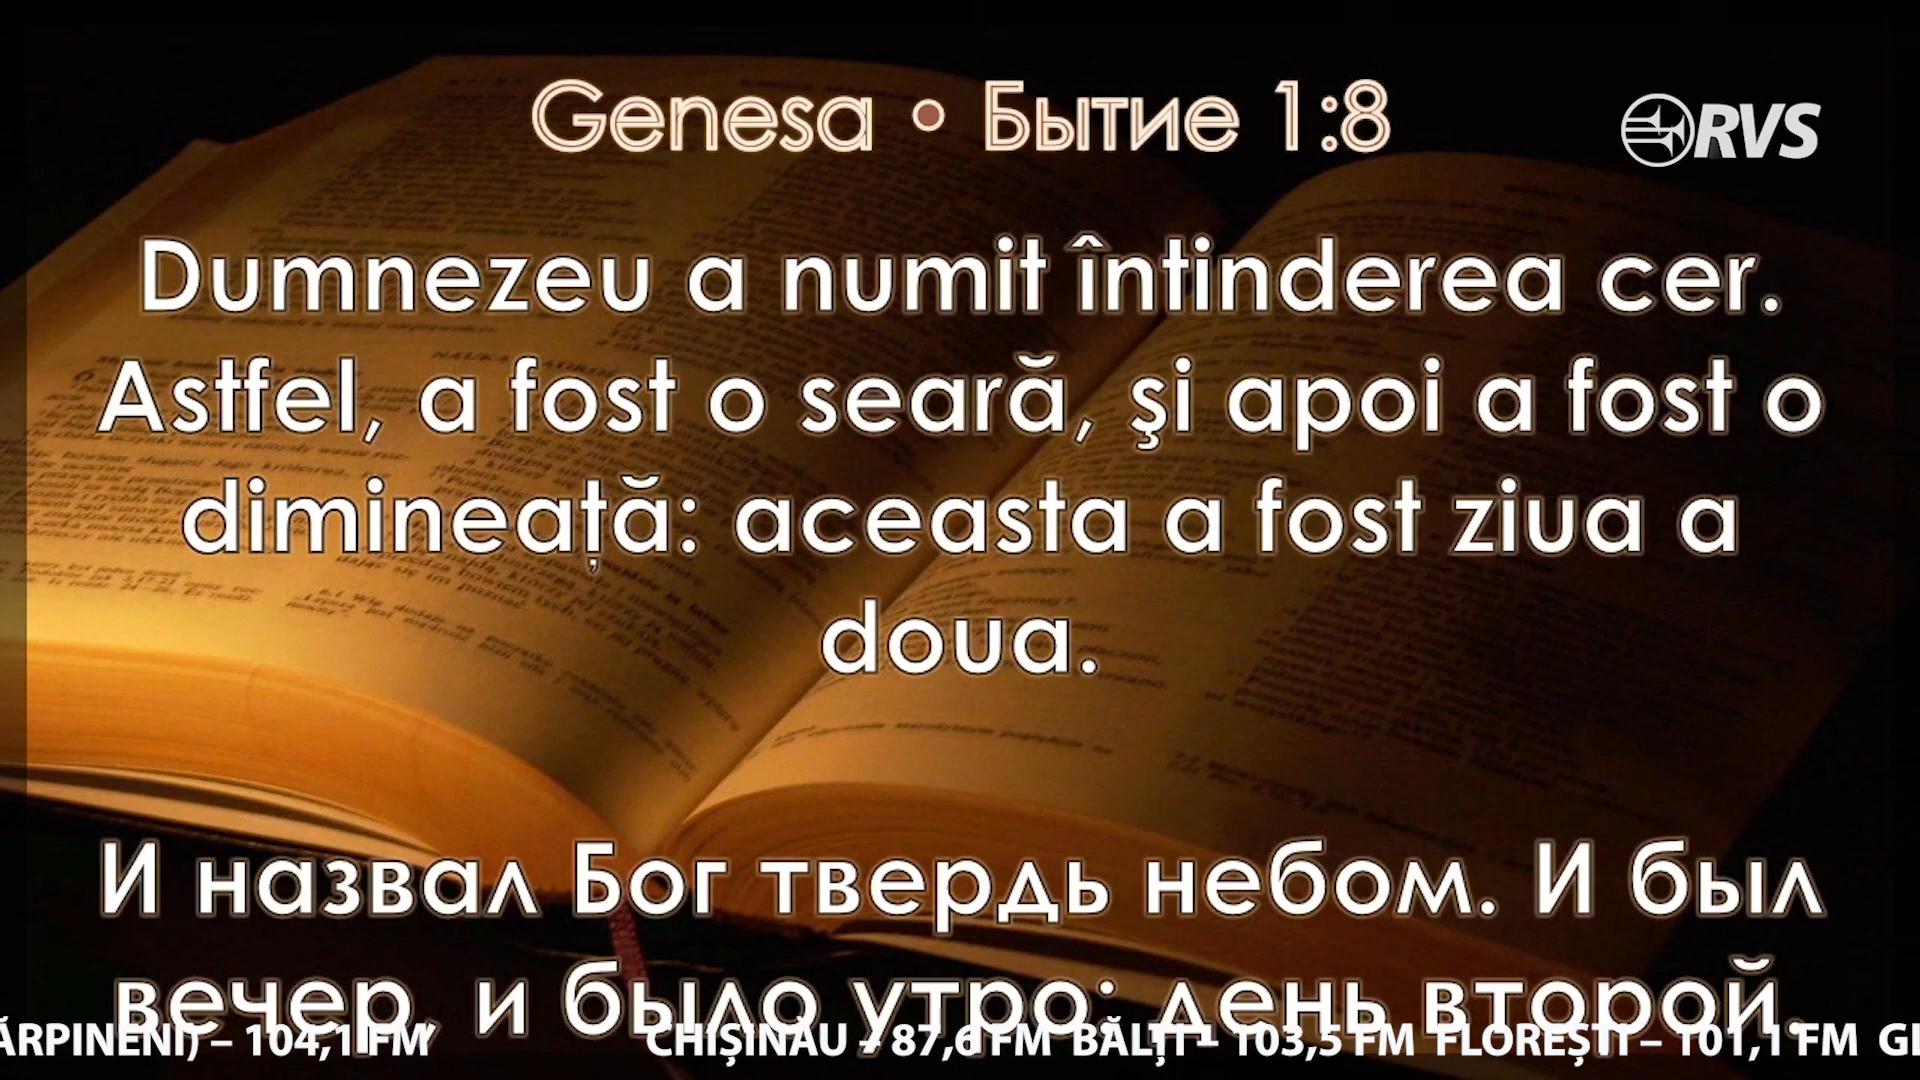 Genesa • Бытие 1:8
RVS
Dumnezeu a numit întinderea cer.
Astfel, a fost o seară, şi apoi a fost o
dimineață: aceasta a fost ziua a
doua.
И назвал Бог твердь небом. И был
вечер, и было утро: день второй.
ĂRPINENI) – 104,1 FM CHIȘINĂU – 87,6 FM BĂLȚI – 103,5 FM FLOREȘTI – 101,1 FM